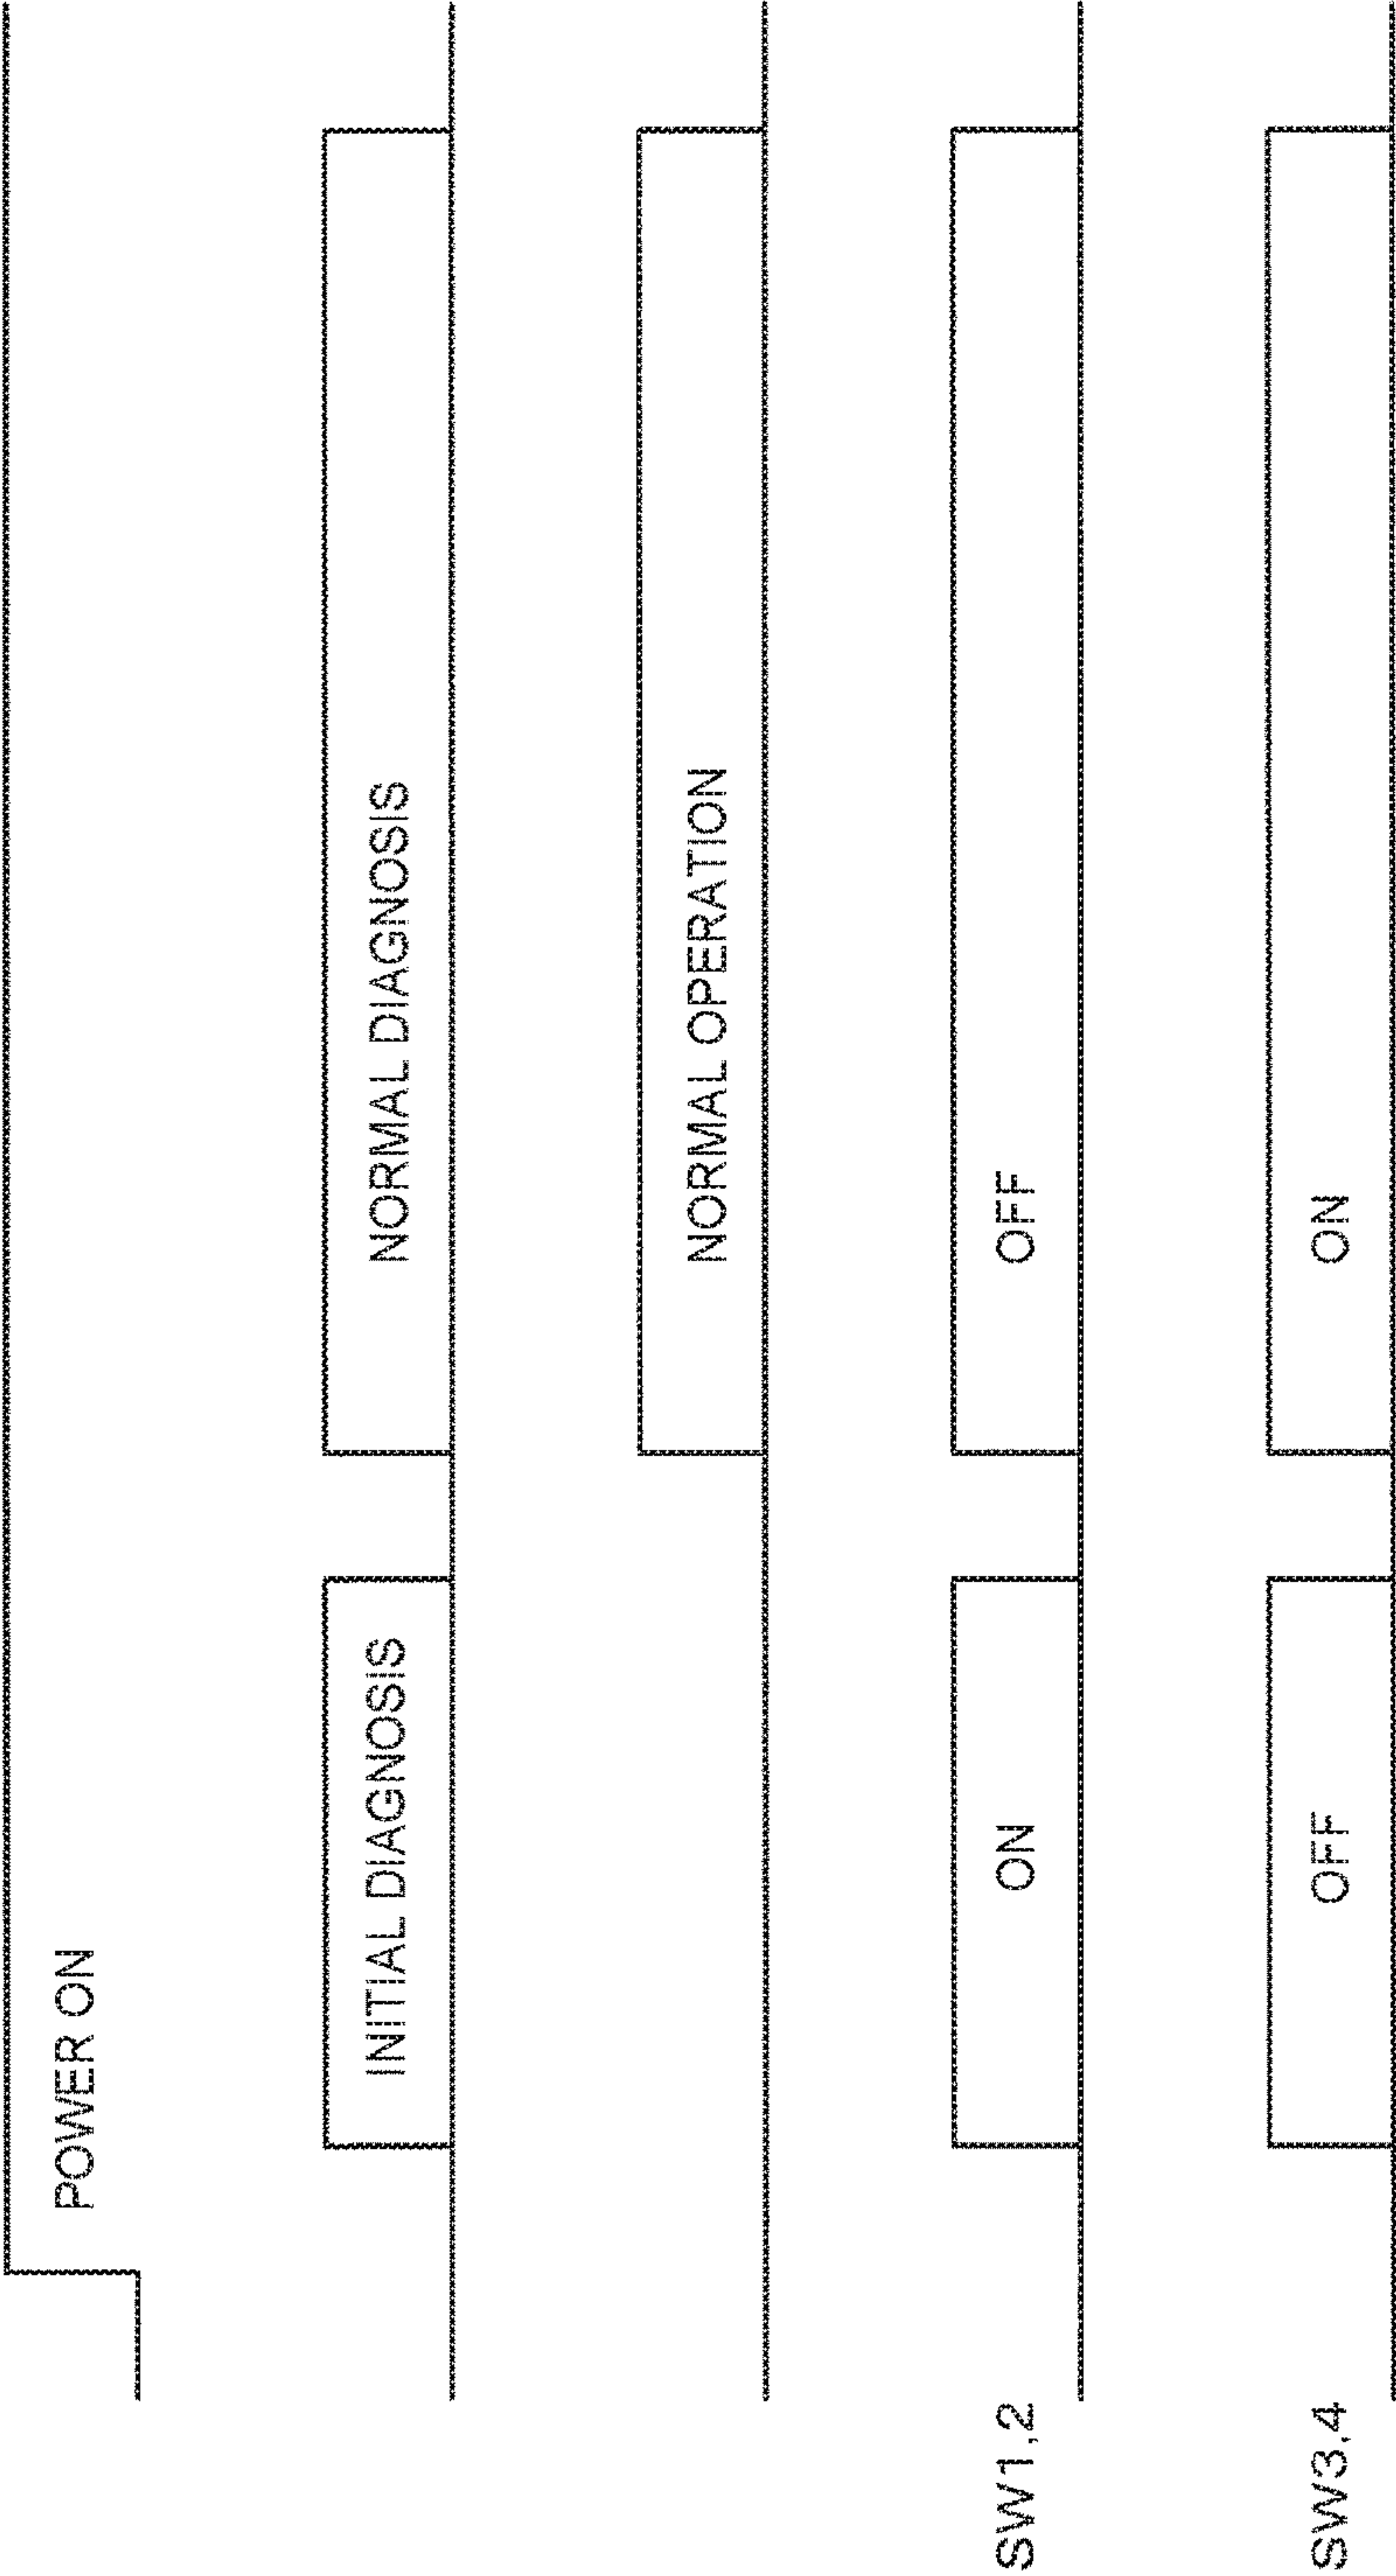 POWER ON
INITIAL DIAGNOSIS
NORMAL DIAGNOSIS
NORMAL OPERATION
SW1,2
ON
OFF
SW3,4
OFF
ON